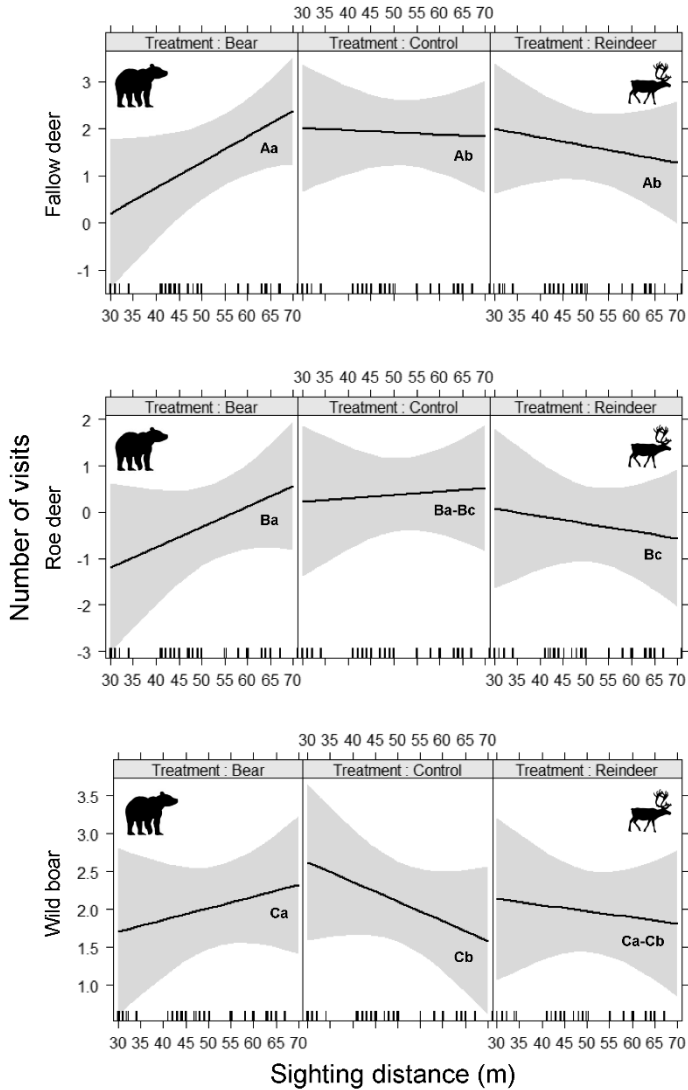 30 35 40 45 50 55 60 65 70
Treatment : Bear Treatment : Control Treatment : Reindeer
Fallow deer
3
2
1
0
-1
Aa
Ab
Ab
30 35 40 45 50 55 60 65 70 30 35 40 45 50 55 60 65 70
30 35 40 45 50 55 60 65 70
Treatment : Bear Treatment : Control Treatment : Reindeer
Number of visits
Roe deer
2
1
0
-1
-2
-3
Ba
Ba-Bc
Bc
30 35 40 45 50 55 60 65 70 30 35 40 45 50 55 60 65 70
30 35 40 45 50 55 60 65 70
Treatment : Bear Treatment : Control Treatment : Reindeer
Wild boar
3.5
3.0
2.5
2.0
1.5
1.0
Ca
Cb
Ca-Cb
30 35 40 45 50 55 60 65 70 30 35 40 45 50 55 60 65 70
Sighting distance (m)